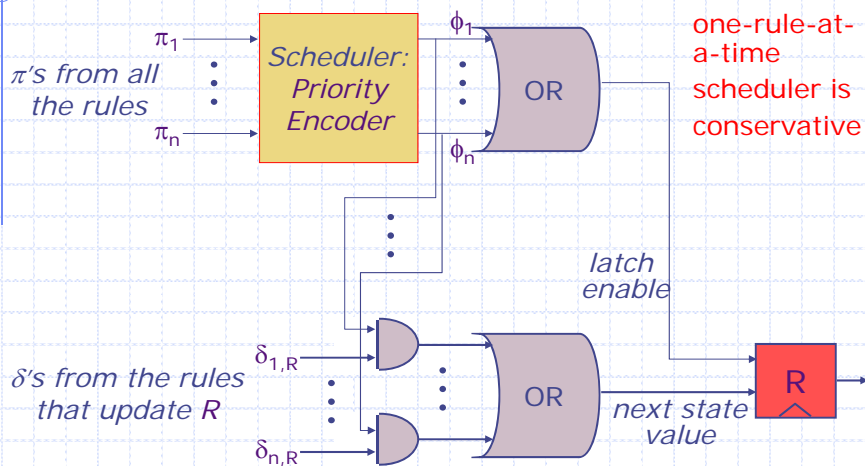 π1
π's from all
the rules
πn
Scheduler:
Priority
Encoder
ϕ1
ϕn
OR
one-rule-at-
a-time
scheduler is
conservative
latch
enable
δ1,R
δ's from the rules
that update R
δn,R
OR
next state
value
R